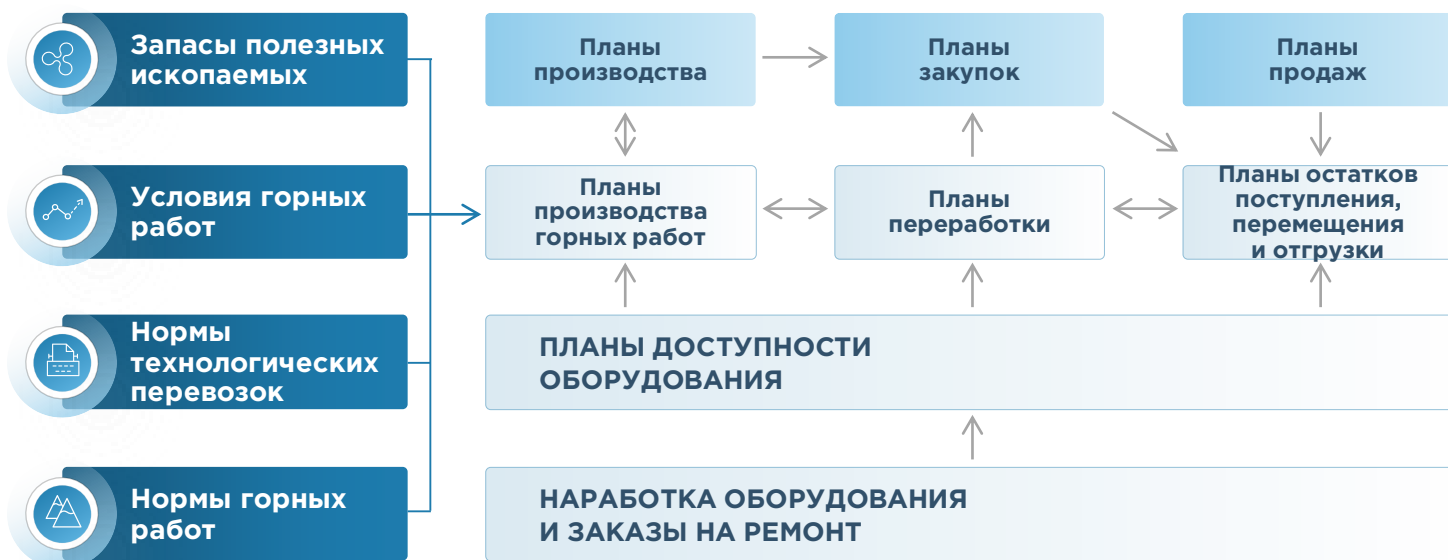 Запасы полезных
ископаемых
Планы
производства
Планы
закупок
Планы
продаж
Условия горных
работ
Планы
производства
горных работ
Планы
переработки
Планы остатков
поступления,
перемещения
и отгрузки
Нормы
технологических
перевозок
ПЛАНЫ ДОСТУПНОСТИ
ОБОРУДОВАНИЯ
Нормы горных
работ
НАРАБОТКА ОБОРУДОВАНИЯ
И ЗАКАЗЫ НА РЕМОНТ